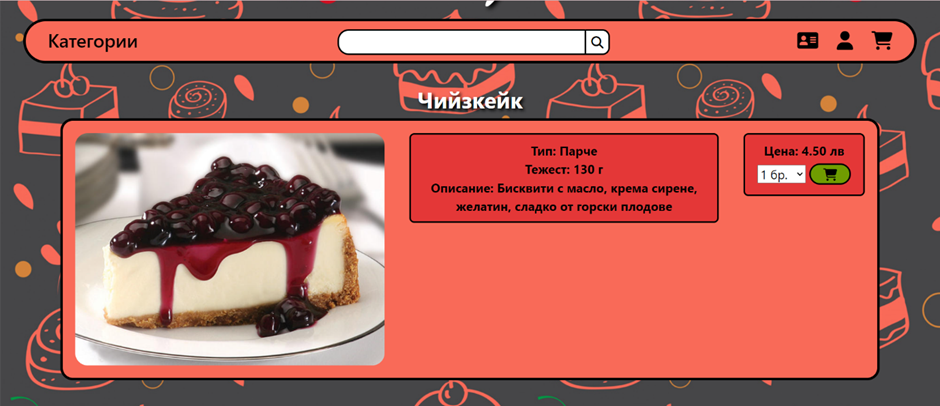 Категории
Чийзкейк
Тип: Парче
Тежест: 130 г
Описание: Бисквити с масло, крема сирене,
желатин, сладко от горски плодове
Цена: 4.50 лв
1 бр.